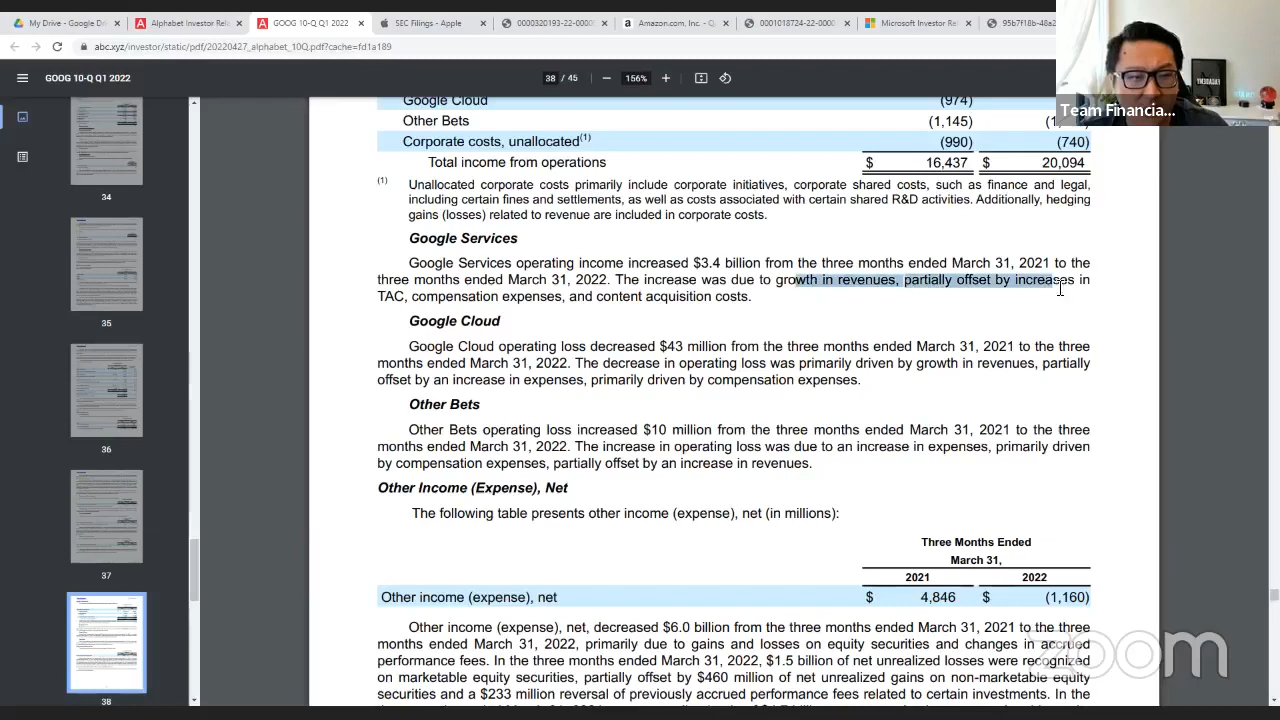 My Drive - Google D
Alphabet Investor Rela
GOOG 10-Q Q1 2022
SEC Filings - Apple
0000320193-22-0000
Amazon.com, Inc. - Q
0001018724-22-0000
Microsoft Investor Rel
95b7f18b-48a2
abc.xyz/investor/static/pdf/20220427_alphabet_10Q.pdf?cache=fd1a189
GOOG 10-Q Q1 2022
38 / 45
156%
Team Financia...
34
35
36
37
38
Google Cloud (974)
Other Bets (1,145)
Corporate costs, unallocated(1) (990) (740)
Total income from operations $ 16,437 $ 20,094
(1) Unallocated corporate costs primarily include corporate initiatives, corporate shared costs, such as finance and legal,
including certain fines and settlements, as well as costs associated with certain shared R&D activities. Additionally, hedging
gains (losses) related to revenue are included in corporate costs.
Google Services
Google Services operating income increased $3.4 billion from the three months ended March 31, 2021 to the
three months ended March 31, 2022. The increase was due to growth in revenues, partially offset by increases in
TAC, compensation expenses, and content acquisition costs.
Google Cloud
Google Cloud operating loss decreased $43 million from the three months ended March 31, 2021 to the three
months ended March 31, 2022. The decrease in operating loss was primarily driven by growth in revenues, partially
offset by an increase in expenses, primarily driven by compensation expenses.
Other Bets
Other Bets operating loss increased $10 million from the three months ended March 31, 2021 to the three
months ended March 31, 2022. The increase in operating loss was due to an increase in expenses, primarily driven
by compensation expenses, partially offset by an increase in revenues.
Other Income (Expense), Net
The following table presents other income (expense), net (in millions):
Three Months Ended
March 31,
2021 2022
Other income (expense), net $ 4,846 $ (1,160)
Other income (expense), net, decreased $6.0 billion from the three months ended March 31, 2021 to the three
months ended March 31, 2022, primarily due to gains and losses on equity securities and changes in accrued
performance fees. In the three months ended March 31, 2022, of net unrealized losses were recognized
on marketable equity securities, partially offset by $460 million of net unrealized gains on non-marketable equity
securities and a $233 million reversal of previously accrued performance fees related to certain investments. In the
zoom